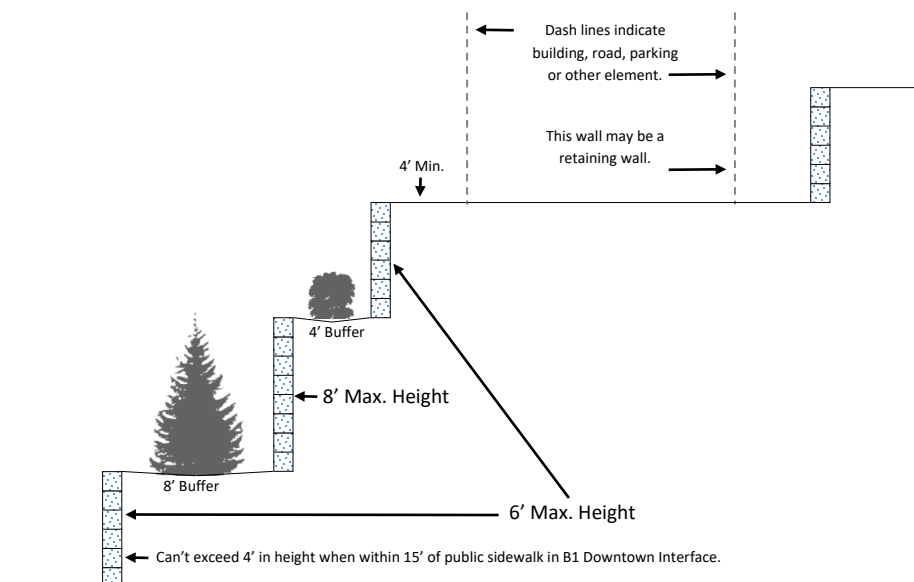 Dash lines indicate
building, road, parking
or other element.
This wall may be a
retaining wall.
4’ Min.
4’ Buffer
8’ Max. Height
8’ Buffer
6’ Max. Height
Can’t exceed 4’ in height when within 15’ of public sidewalk in B1 Downtown Interface.